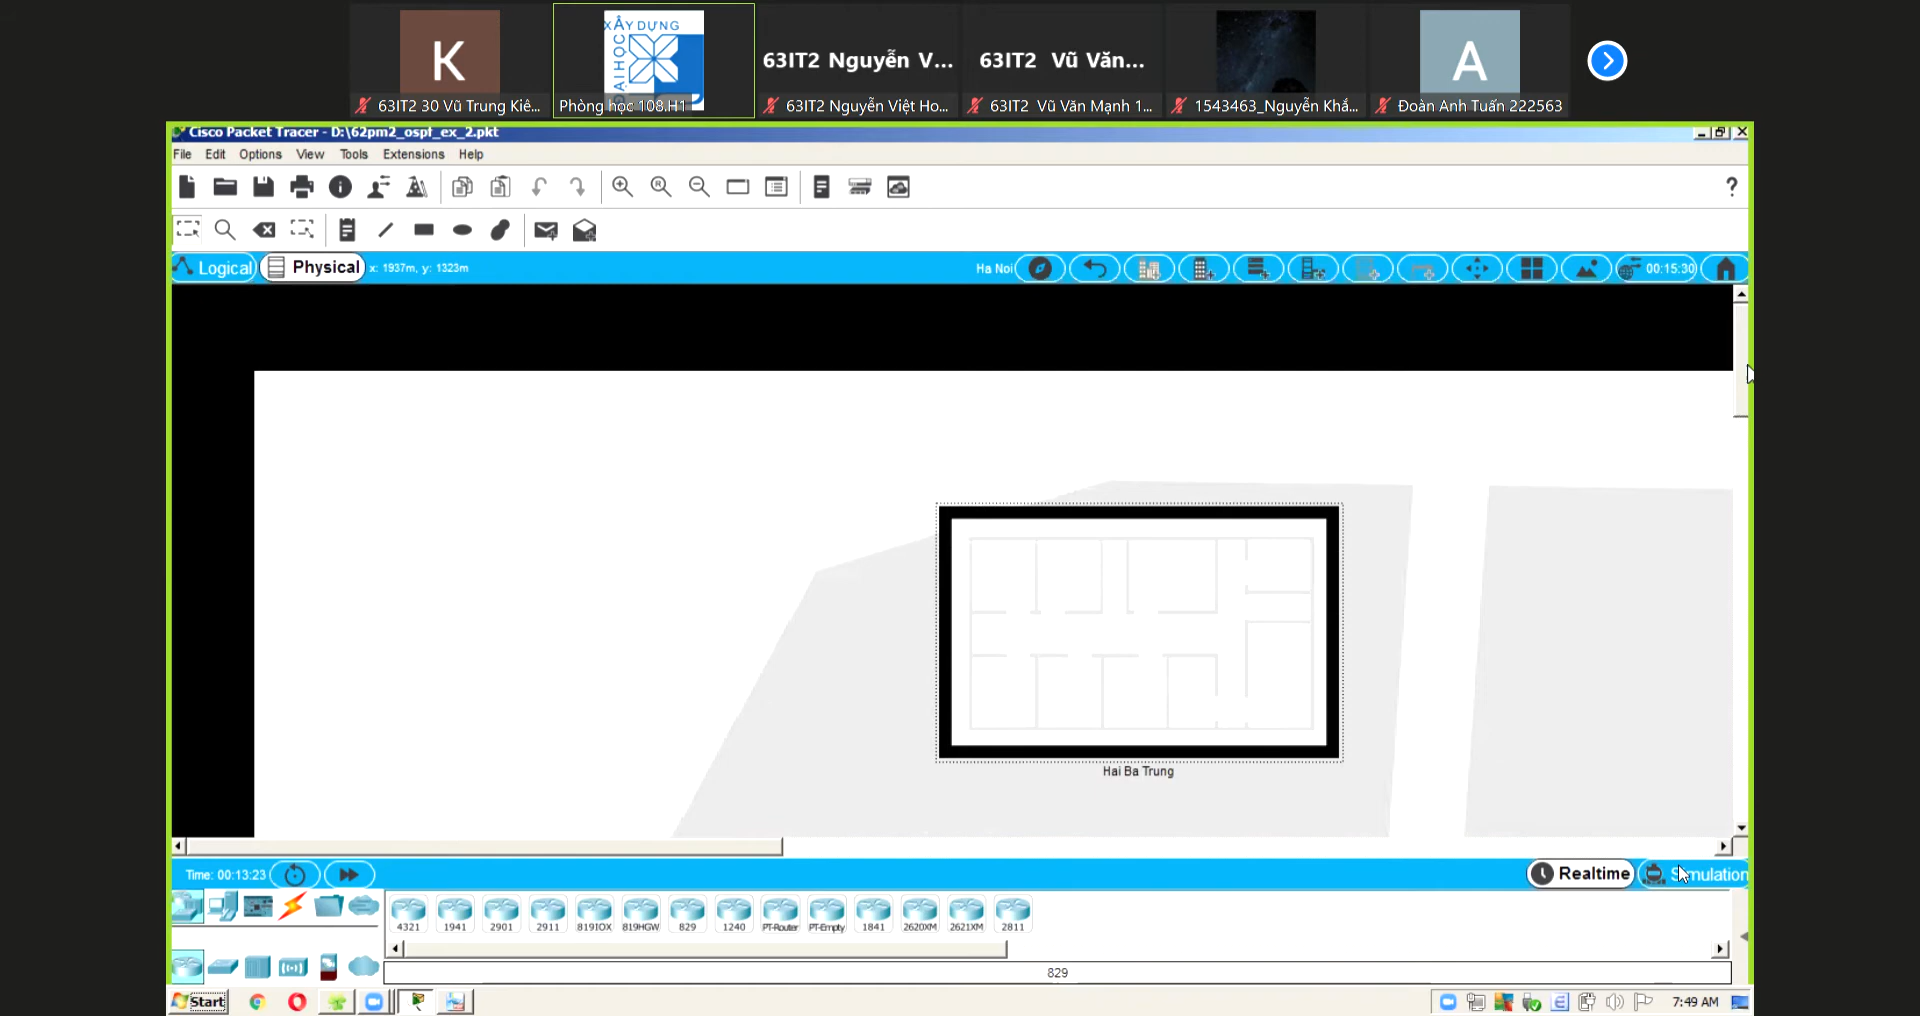 K
XÂY DỰNG
ĐẠI HỌC
63IT2 Nguyễn V...
63IT2 Vũ Văn...
A
63IT2 30 Vũ Trung Kiê...
Phòng học 108.H1
63IT2 Nguyễn Việt Ho...
63IT2 Vũ Văn Mạnh 1...
1543463_Nguyễn Khắ...
Đoàn Anh Tuấn 222563
Cisco Packet Tracer - D:\62pm2_ospf_ex_2.pkt
File Edit Options View Tools Extensions Help
?
Logical Physical x: 1937m, y: 1323m Ha Noi 00:15:30
Hai Ba Trung
Time: 00:13:23 Realtime Simulation
4321 1941 2901 2911 819IOX 819HGW 829 1240 PT-Router PT-Empty 1841 2620XM 2621XM 2811
829
Start 7:49 AM